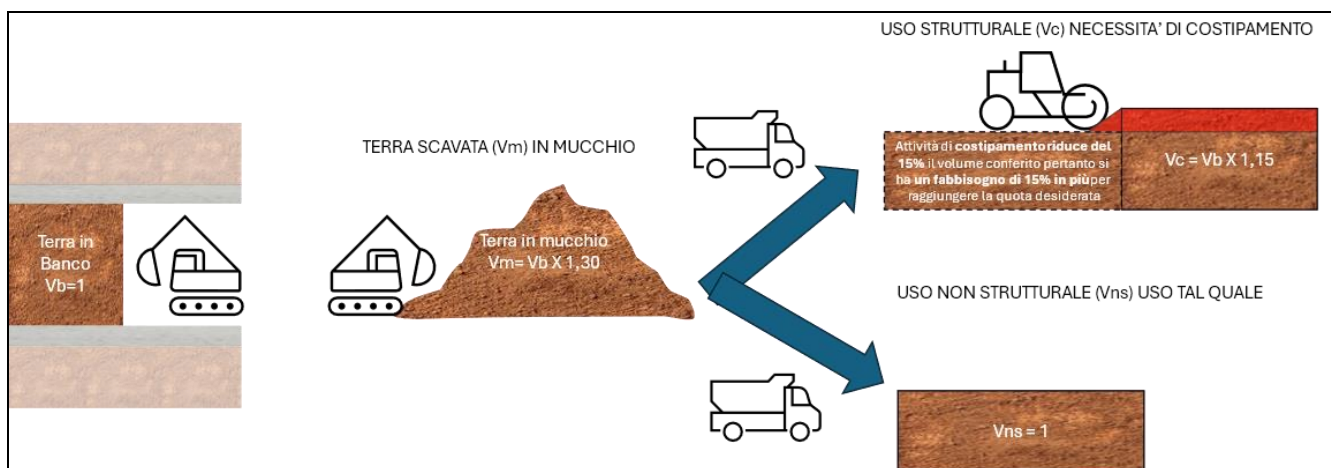 USO STRUTTURALE (Vc) NECESSITA' DI COSTIPAMENTO
TERRA SCAVATA (Vm) IN MUCCHIO
Attività di costipamento riduce del
15% il volume conferito pertanto si
ha un fabbisogno di 15% in più per
raggiungere la quota desiderata
Vc = Vb X 1,15
Terra in
Banco
Vb=1
Terra in mucchio
Vm= Vb X 1,30
USO NON STRUTTURALE (Vns) USO TAL QUALE
Vns = 1